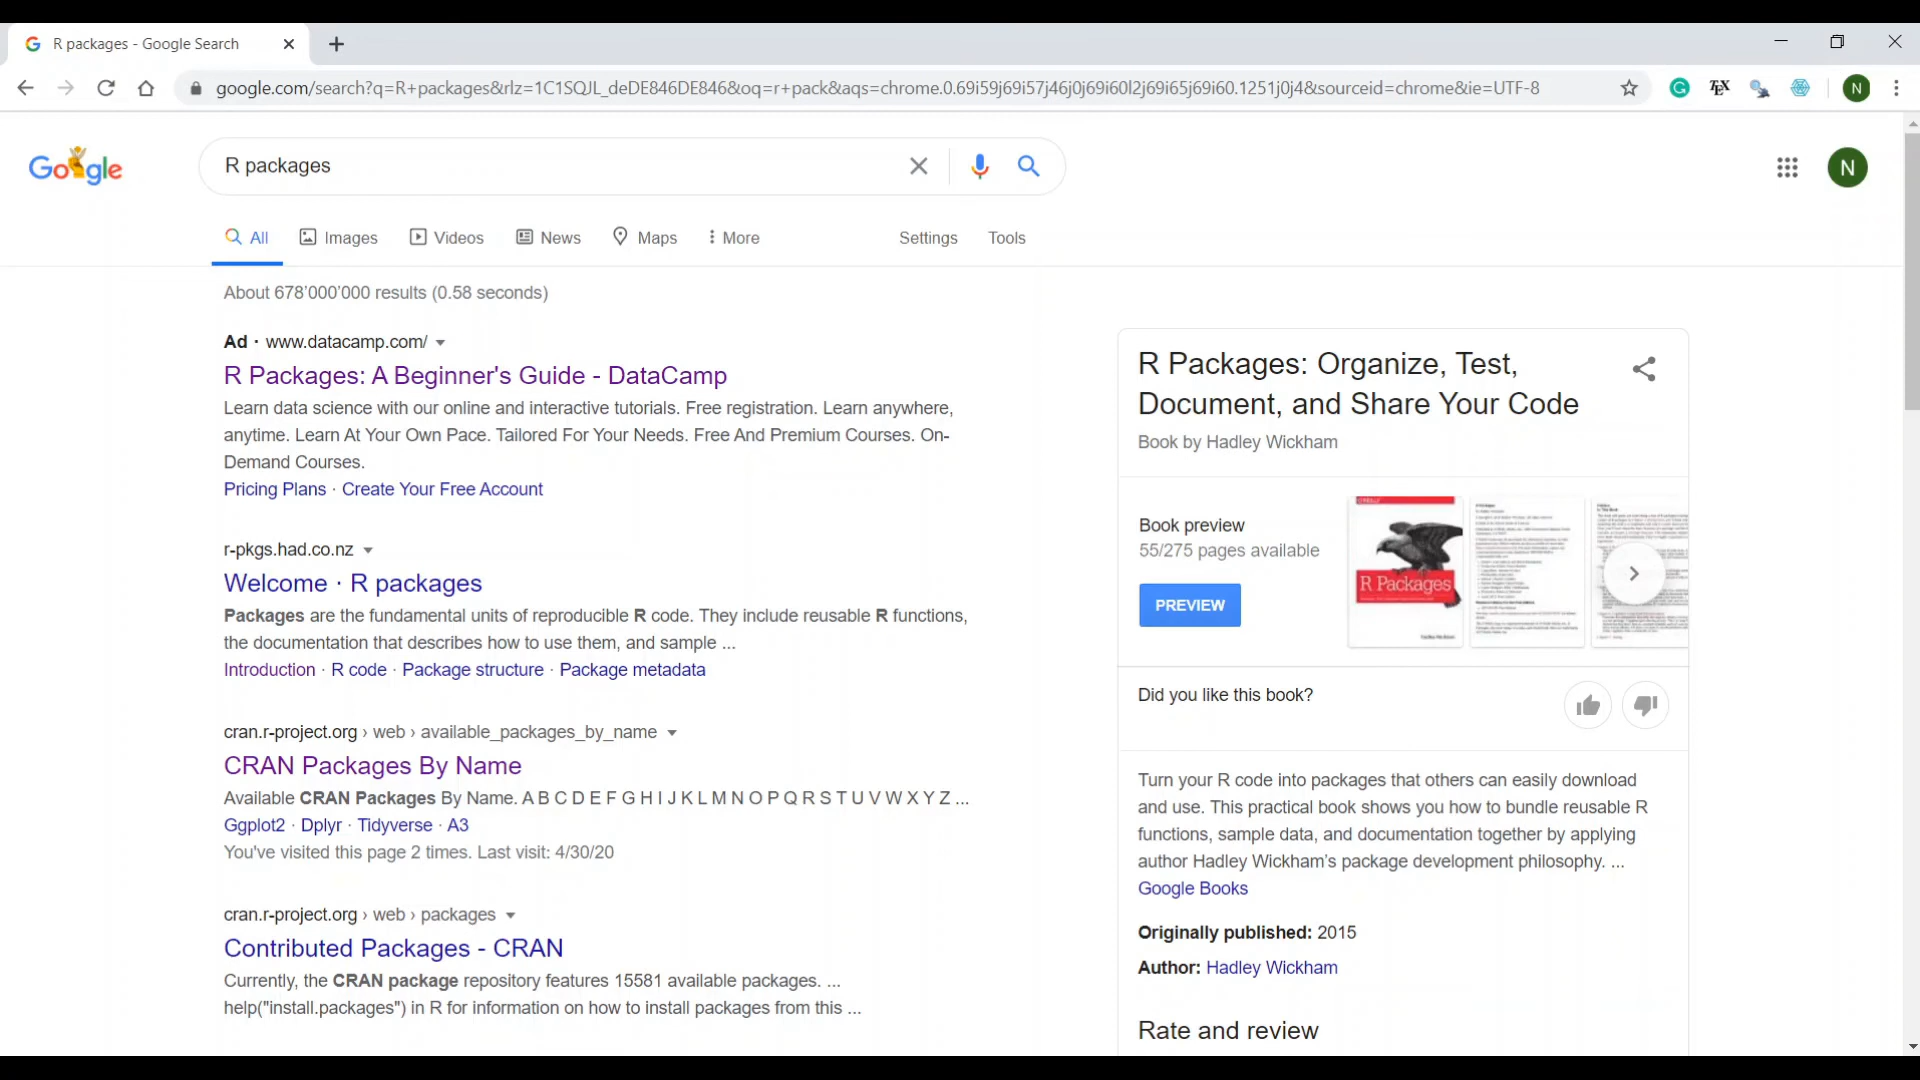 R packages - Google Search
google.com/search?q=R+packages&rlz=1C1SQJL_deDE846DE846&oq=r+pack&aqs=chrome.0.69i59j69i57j46j0j69i60l2j69i65j69i60.1251j0j4&sourceid=chrome&ie=UTF-8
TEX
N
Google
R packages
N
All Images Videos News Maps More Settings Tools
About 678’000’000 results (0.58 seconds)
Ad · www.datacamp.com/
R Packages: A Beginner's Guide - DataCamp
Learn data science with our online and interactive tutorials. Free registration. Learn anywhere,
anytime. Learn At Your Own Pace. Tailored For Your Needs. Free And Premium Courses. On-
Demand Courses.
Pricing Plans · Create Your Free Account
r-pkgs.had.co.nz
Welcome · R packages
Packages are the fundamental units of reproducible R code. They include reusable R functions,
the documentation that describes how to use them, and sample ...
Introduction · R code · Package structure · Package metadata
cran.r-project.org › web › available_packages_by_name
CRAN Packages By Name
Available CRAN Packages By Name. A B C D E F G H I J K L M N O P Q R S T U V W X Y Z ...
Ggplot2 · Dplyr · Tidyverse · A3
You've visited this page 2 times. Last visit: 4/30/20
cran.r-project.org › web › packages
Contributed Packages - CRAN
Currently, the CRAN package repository features 15581 available packages. ...
help("install.packages") in R for information on how to install packages from this ...
R Packages: Organize, Test,
Document, and Share Your Code
Book by Hadley Wickham
Book preview
55/275 pages available
PREVIEW
R Packages
Did you like this book?
Turn your R code into packages that others can easily download
and use. This practical book shows you how to bundle reusable R
functions, sample data, and documentation together by applying
author Hadley Wickham’s package development philosophy. ...
Google Books
Originally published: 2015
Author: Hadley Wickham
Rate and review